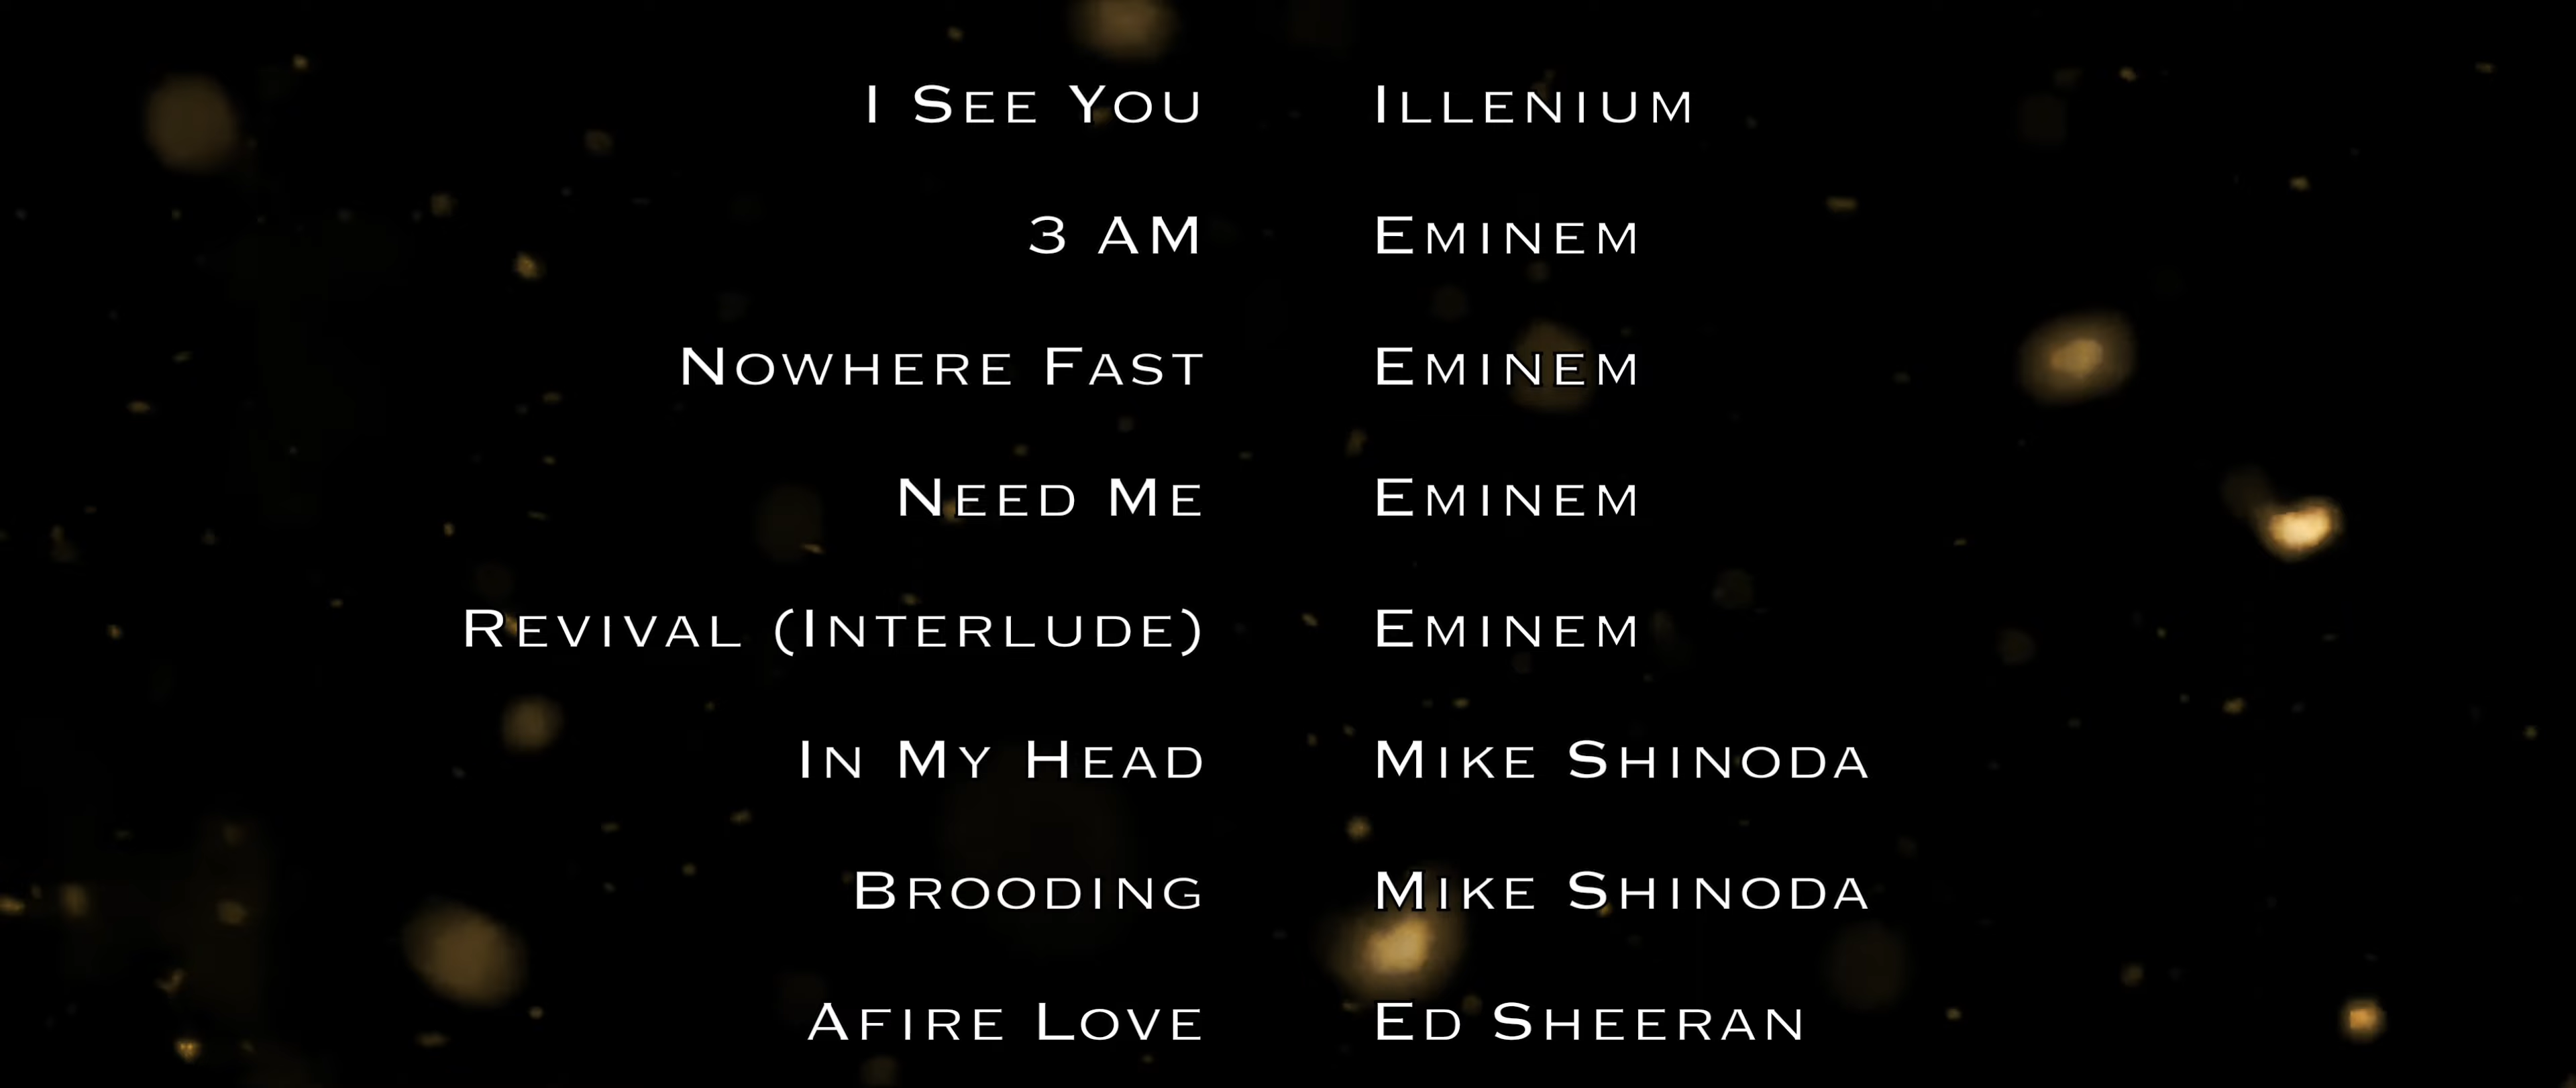 I See You Illenium
3 AM Eminem
Nowhere Fast Eminem
Need Me Eminem
Revival (Interlude) Eminem
In My Head Mike Shinoda
Brooding Mike Shinoda
Afire Love Ed Sheeran